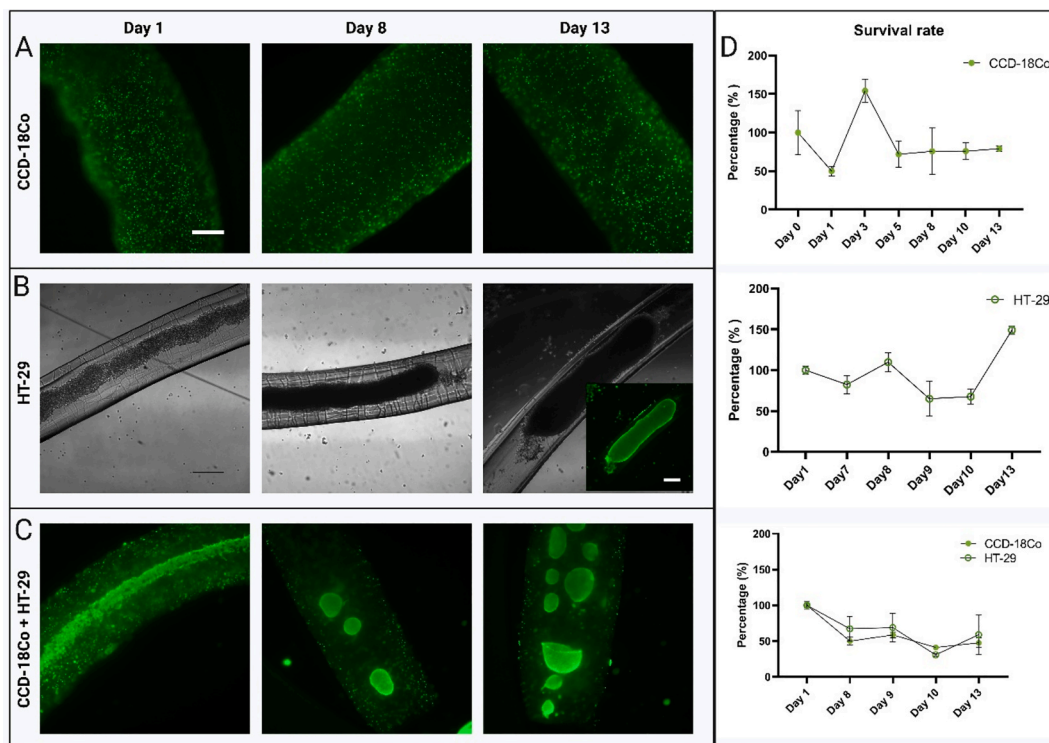 Day 1
Day 8
Day 13
A
CCD-18Co
B
HT-29
C
CCD-18Co + HT-29
D
Survival rate
CCD-18Co
Percentage (%)
200
150
100
50
0
Day 0
Day 1
Day 3
Day 5
Day 8
Day 10
Day 13
HT-29
Percentage (%)
200
150
100
50
0
Day1
Day7
Day8
Day9
Day10
Day13
CCD-18Co
HT-29
Percentage (%)
200
150
100
50
0
Day 1
Day 8
Day 9
Day 10
Day 13